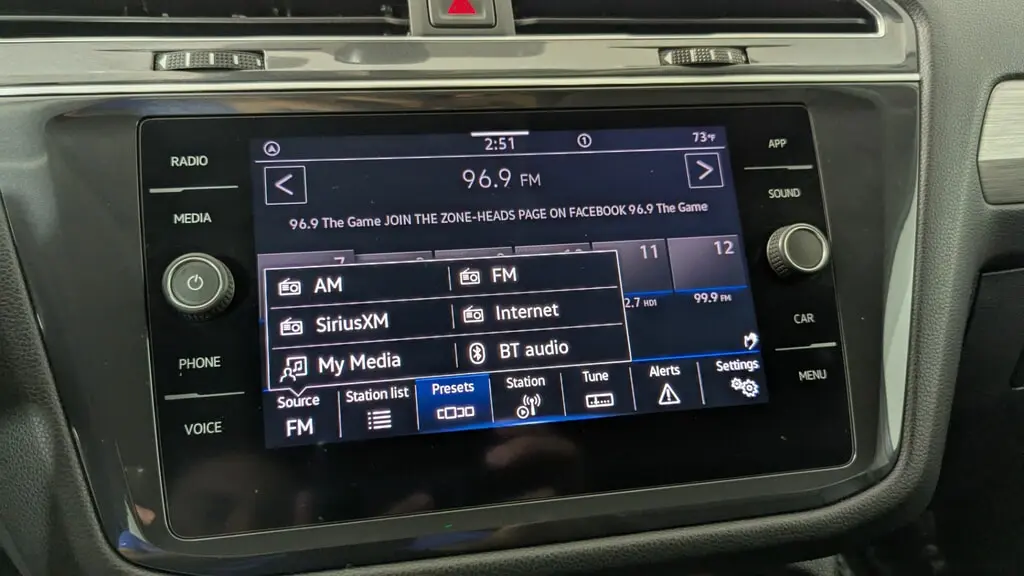 RADIO
MEDIA
PHONE
VOICE
APP
SOUND
CAR
MENU
A
2:51
1
73°F
<
96.9 FM
>
96.9 The Game JOIN THE ZONE-HEADS PAGE ON FACEBOOK 96.9 The Game
11
12
2.7 HD1
99.9 FM
AM
FM
SiriusXM
Internet
My Media
BT audio
Source
FM
Station list
Presets
Station
Tune
Alerts
Settings